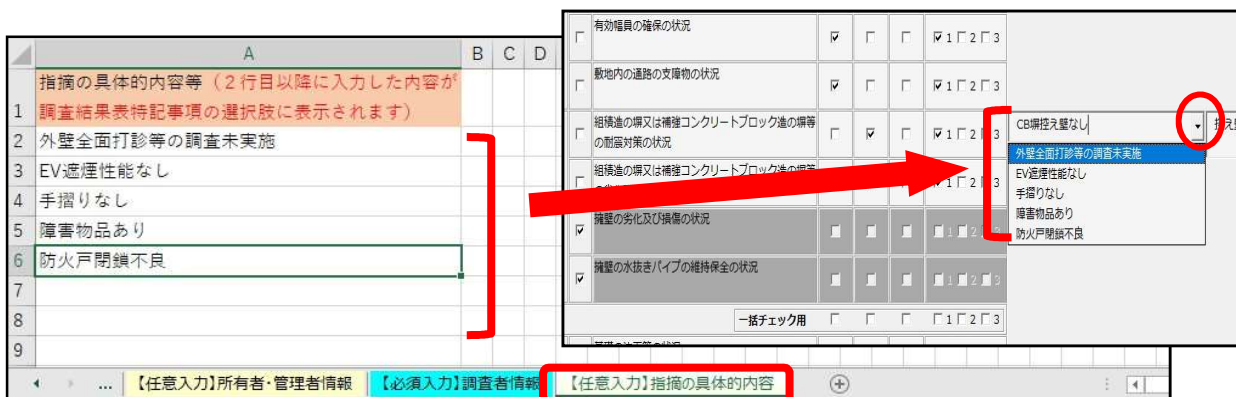 A B C D
1 指摘の具体的内容等（２行目以降に入力した内容が
調査結果表特記事項の選択肢に表示されます）
2 外壁全面打診等の調査未実施
3 EV遮煙性能なし
4 手摺りなし
5 障害物品あり
6 防火戸閉鎖不良
7
8
9
... 【任意入力】所有者・管理者情報 【必須入力】調査者情報 【任意入力】指摘の具体的内容
有効幅員の確保の状況 1 2 3
敷地内の通路の支障物の状況 1 2 3
組積造の塀又は補強コンクリートブロック造の塀等
の耐震対策の状況 1 2 3
CB塀控え壁なし
外壁全面打診等の調査未実施
EV遮煙性能なし
手摺りなし
障害物品あり
防火戸閉鎖不良
組積造の塀又は補強コンクリートブロック造の塀等
1 2 3
擁壁の劣化及び損傷の状況 1 2 3
擁壁の水抜きパイプの維持保全の状況 1 2 3
一括チェック用 1 2 3